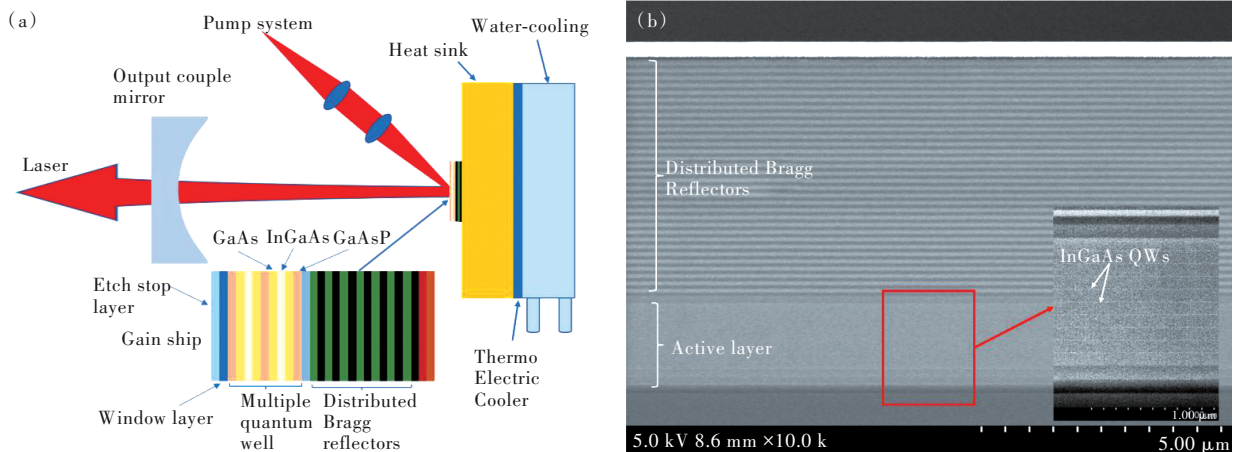 (a)
Pump system
Water-cooling
Heat sink
Output couple
mirror
Laser
GaAs
InGaAs
GaAsP
Etch stop
layer
Gain ship
Window layer
Multiple
quantum
well
Distributed
Bragg
reflectors
Thermo
Electric
Cooler
(b)
Distributed Bragg
Reflectors
InGaAs QWs
Active layer
1.00 μm
5.0 kV 8.6 mm ×10.0 k
5.00 μm